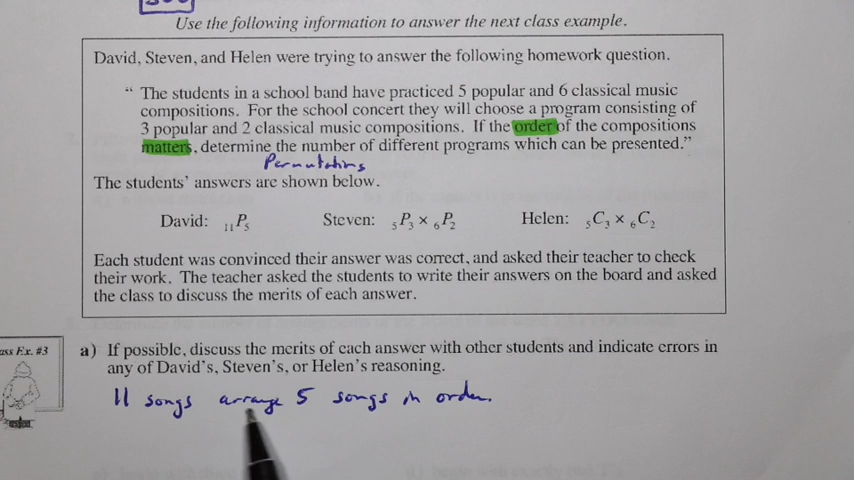 Use the following information to answer the next class example.
David, Steven, and Helen were trying to answer the following homework question.
“ The students in a school band have practiced 5 popular and 6 classical music
compositions. For the school concert they will choose a program consisting of
3 popular and 2 classical music compositions. If the order of the compositions
matters, determine the number of different programs which can be presented.”
Permutations
The students’ answers are shown below.
David: ₁₁P₅ Steven: ₅P₃ × ₆P₂ Helen: ₅C₃ × ₆C₂
Each student was convinced their answer was correct, and asked their teacher to check
their work. The teacher asked the students to write their answers on the board and asked
the class to discuss the merits of each answer.
Ex. #3
a) If possible, discuss the merits of each answer with other students and indicate errors in
any of David’s, Steven’s, or Helen’s reasoning.
11 songs arrange 5 songs in order.